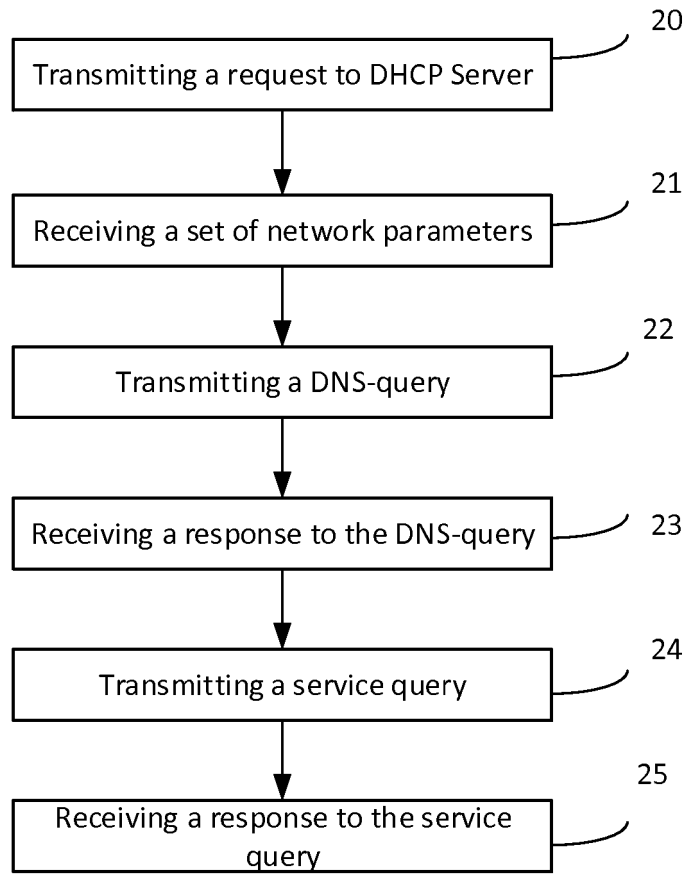 20
Transmitting a request to DHCP Server
21
Receiving a set of network parameters
22
Transmitting a DNS-query
23
Receiving a response to the DNS-query
24
Transmitting a service query
25
Receiving a response to the service
query